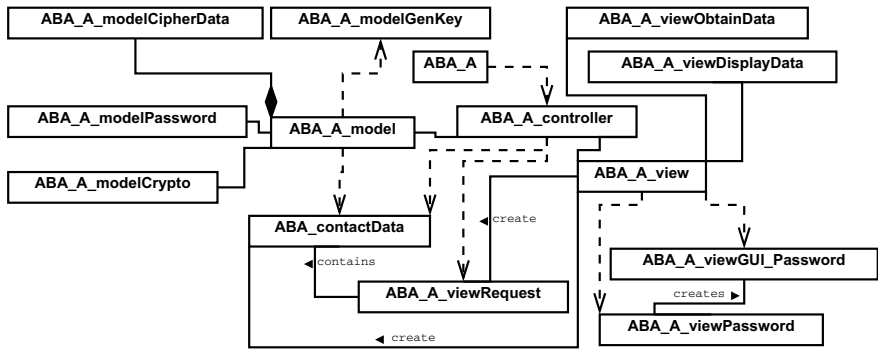 ABA_A_modelCipherData
ABA_A_modelGenKey
ABA_A_viewObtainData
ABA_A
ABA_A_viewDisplayData
ABA_A_modelPassword
ABA_A_model
ABA_A_controller
ABA_A_modelCrypto
ABA_A_view
ABA_contactData
create
contains
ABA_A_viewGUI_Password
ABA_A_viewRequest
creates
ABA_A_viewPassword
create